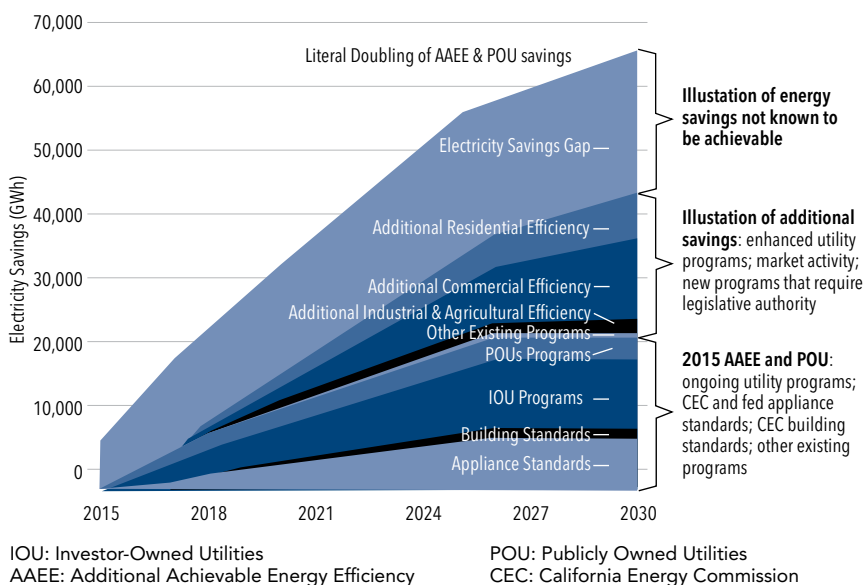 70,000
60,000
50,000
40,000
30,000
20,000
10,000
0
Electricity Savings (GWh)
Literal Doubling of AAEE & POU savings
Electricity Savings Gap
Additional Residential Efficiency
Additional Commercial Efficiency
Additional Industrial & Agricultural Efficiency
Other Existing Programs
POUs Programs
IOU Programs
Building Standards
Appliance Standards
2015 2018 2021 2024 2027 2030
Illustation of energy
savings not known to
be achievable
Illustation of additional
savings: enhanced utility
programs; market activity;
new programs that require
legislative authority
2015 AAEE and POU:
ongoing utility programs;
CEC and fed appliance
standards; CEC building
standards; other existing
programs
IOU: Investor-Owned Utilities
AAEE: Additional Achievable Energy Efficiency
POU: Publicly Owned Utilities
CEC: California Energy Commission